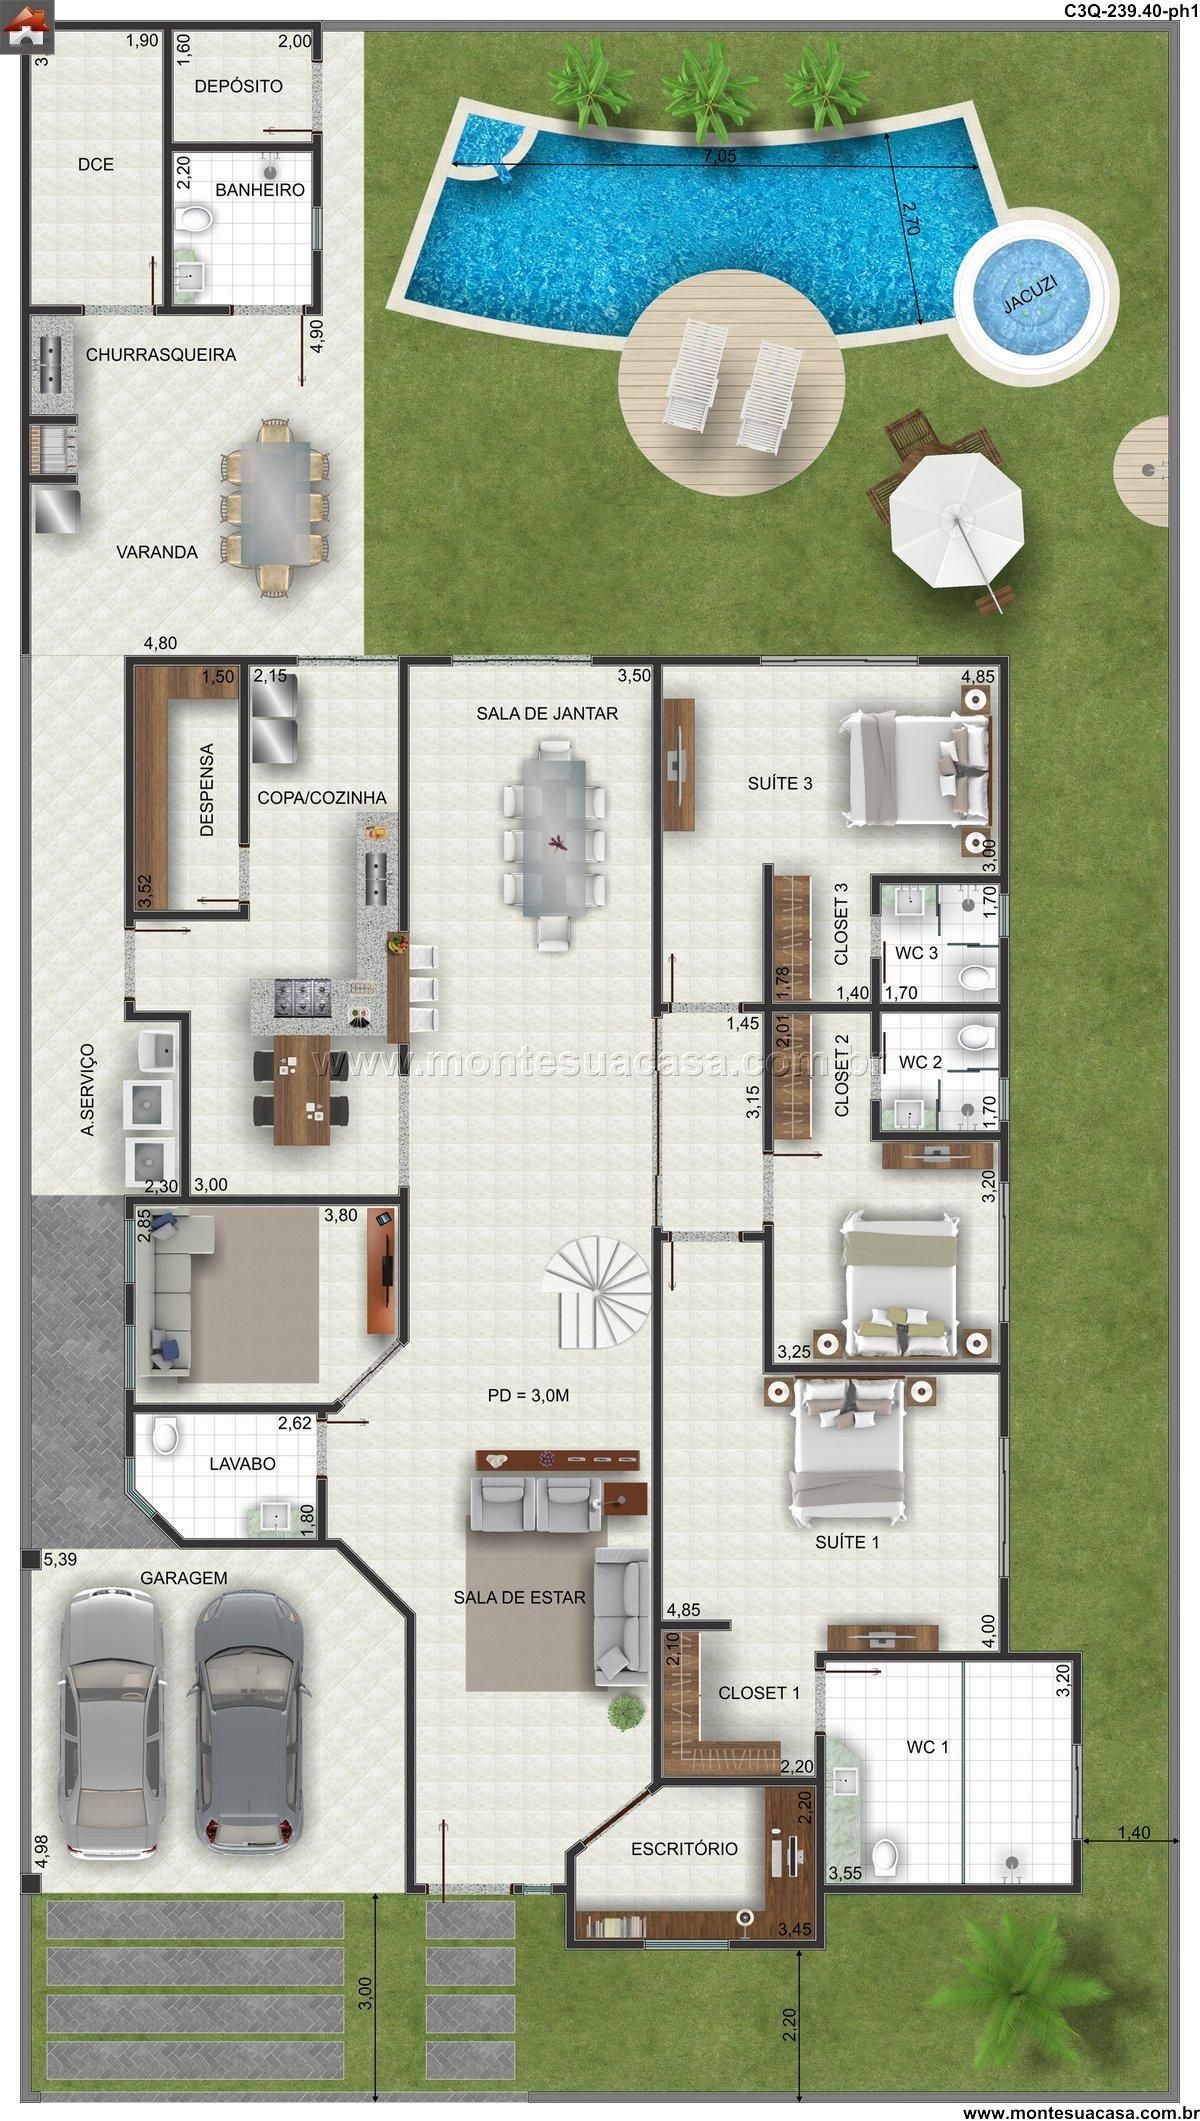 C3Q-239.40-ph1
1,90
1,60
2,00
DEPÓSITO
DCE
2,20
BANHEIRO
7,05
2,70
JACUZI
4,90
CHURRASQUEIRA
VARANDA
4,80
1,50
2,15
3,50
4,85
SALA DE JANTAR
DESPENSA
COPA/COZINHA
SUÍTE 3
3,52
3,00
CLOSET 3
1,70
WC 3
1,78
1,40
1,70
1,45
2,01
CLOSET 2
WC 2
www.montesuacasa.com.br
A.SERVIÇO
3,15
1,70
2,30
3,00
3,20
2,85
3,80
3,25
PD = 3,0M
2,62
LAVABO
1,80
SUÍTE 1
5,39
GARAGEM
SALA DE ESTAR
4,85
4,00
2,10
CLOSET 1
3,20
WC 1
2,20
2,20
4,98
ESCRITÓRIO
1,40
3,55
3,45
3,00
2,20
www.montesuacasa.com.br